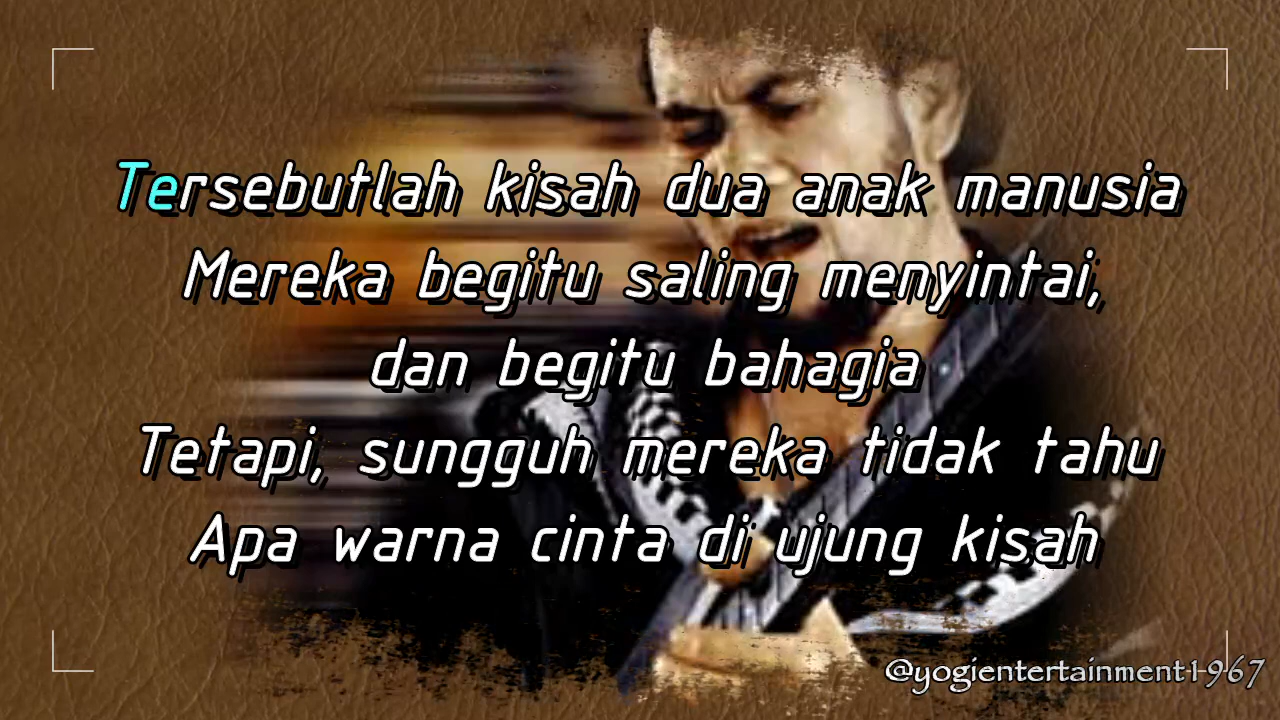 Tersebutlah kisah dua anak manusia
Mereka begitu saling menyintai,
dan begitu bahagia
Tetapi, sungguh mereka tidak tahu
Apa warna cinta di ujung kisah
@yogientertainment1967